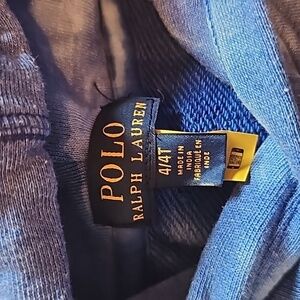 POLO
RALPH LAUREN
4/4T
MADE IN
INDIA
FABRIQUÉ EN
INDE